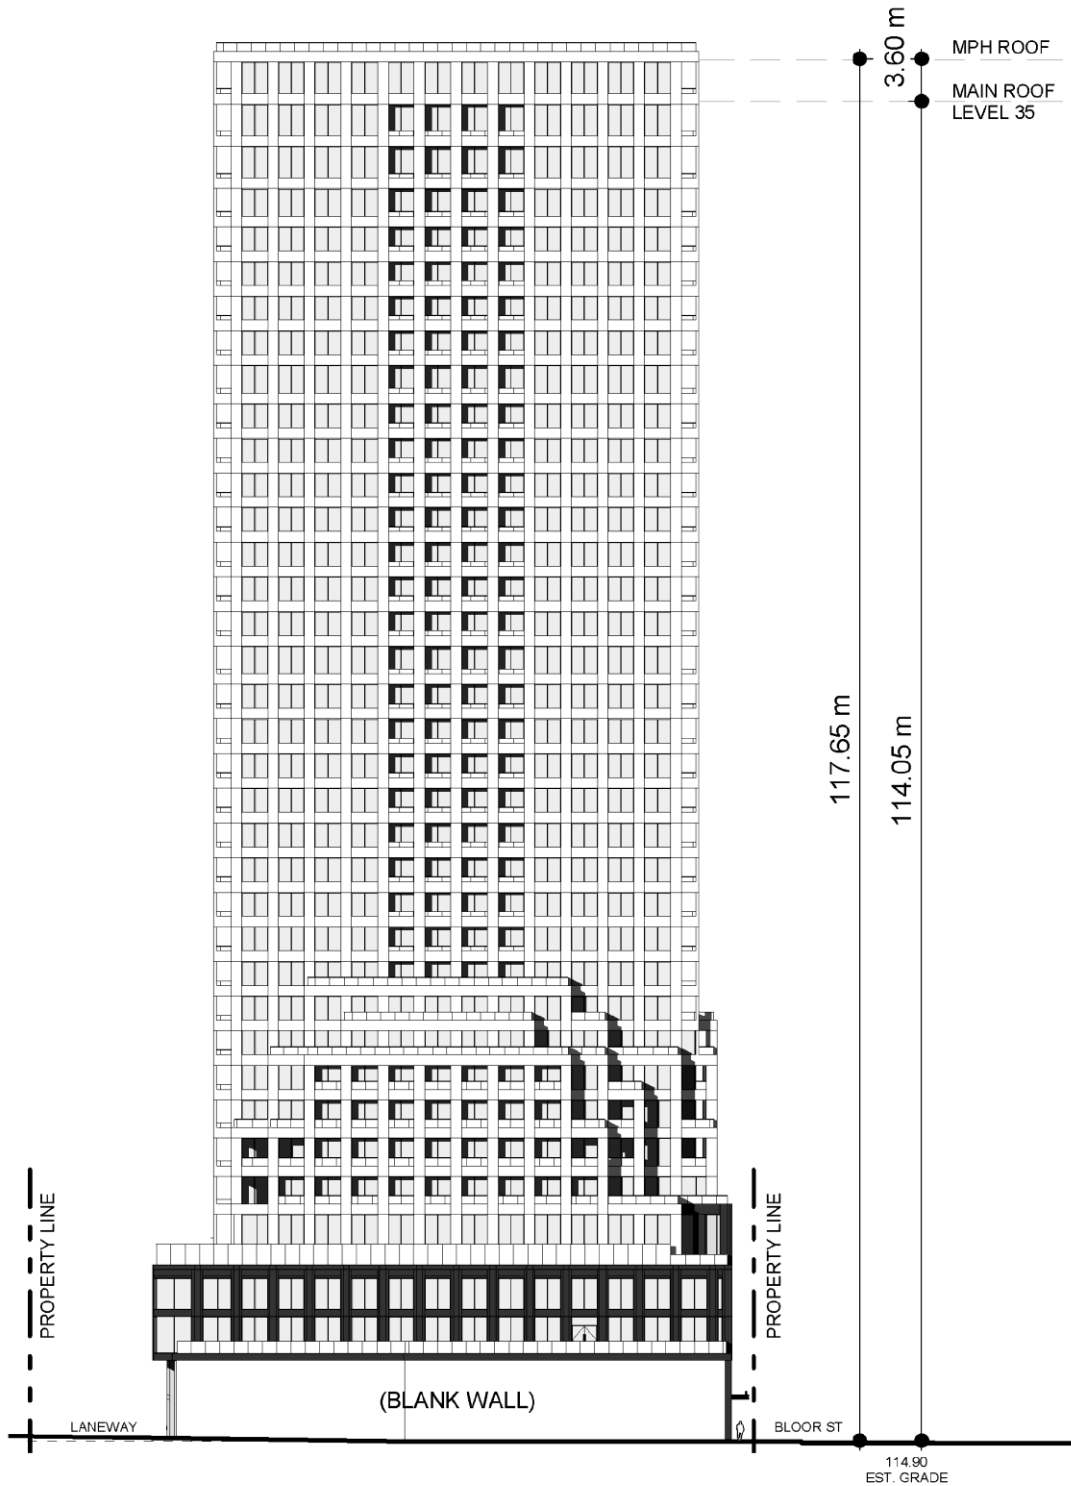 3.60 m
MPH ROOF
MAIN ROOF
LEVEL 35
117.65 m
114.05 m
PROPERTY LINE
PROPERTY LINE
(BLANK WALL)
LANEWAY
BLOOR ST
114.90
EST. GRADE